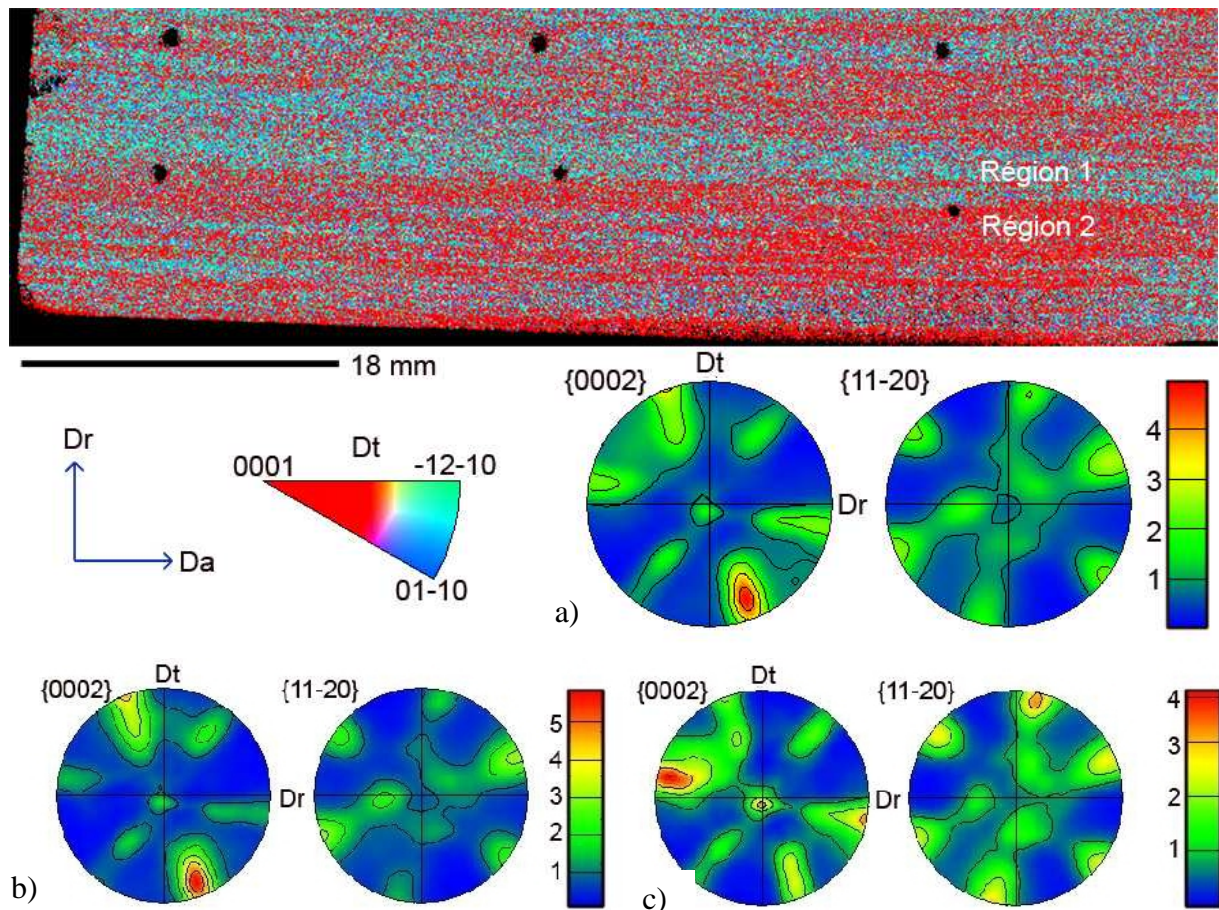 Région 1
Région 2
18 mm
Dr
Da
Dt
0001
-12-10
01-10
a)
{0002}
Dt
{11-20}
Dr
4
3
2
1
b)
{0002}
Dt
{11-20}
Dr
5
4
3
2
1
c)
{0002}
Dt
{11-20}
Dr
4
3
2
1